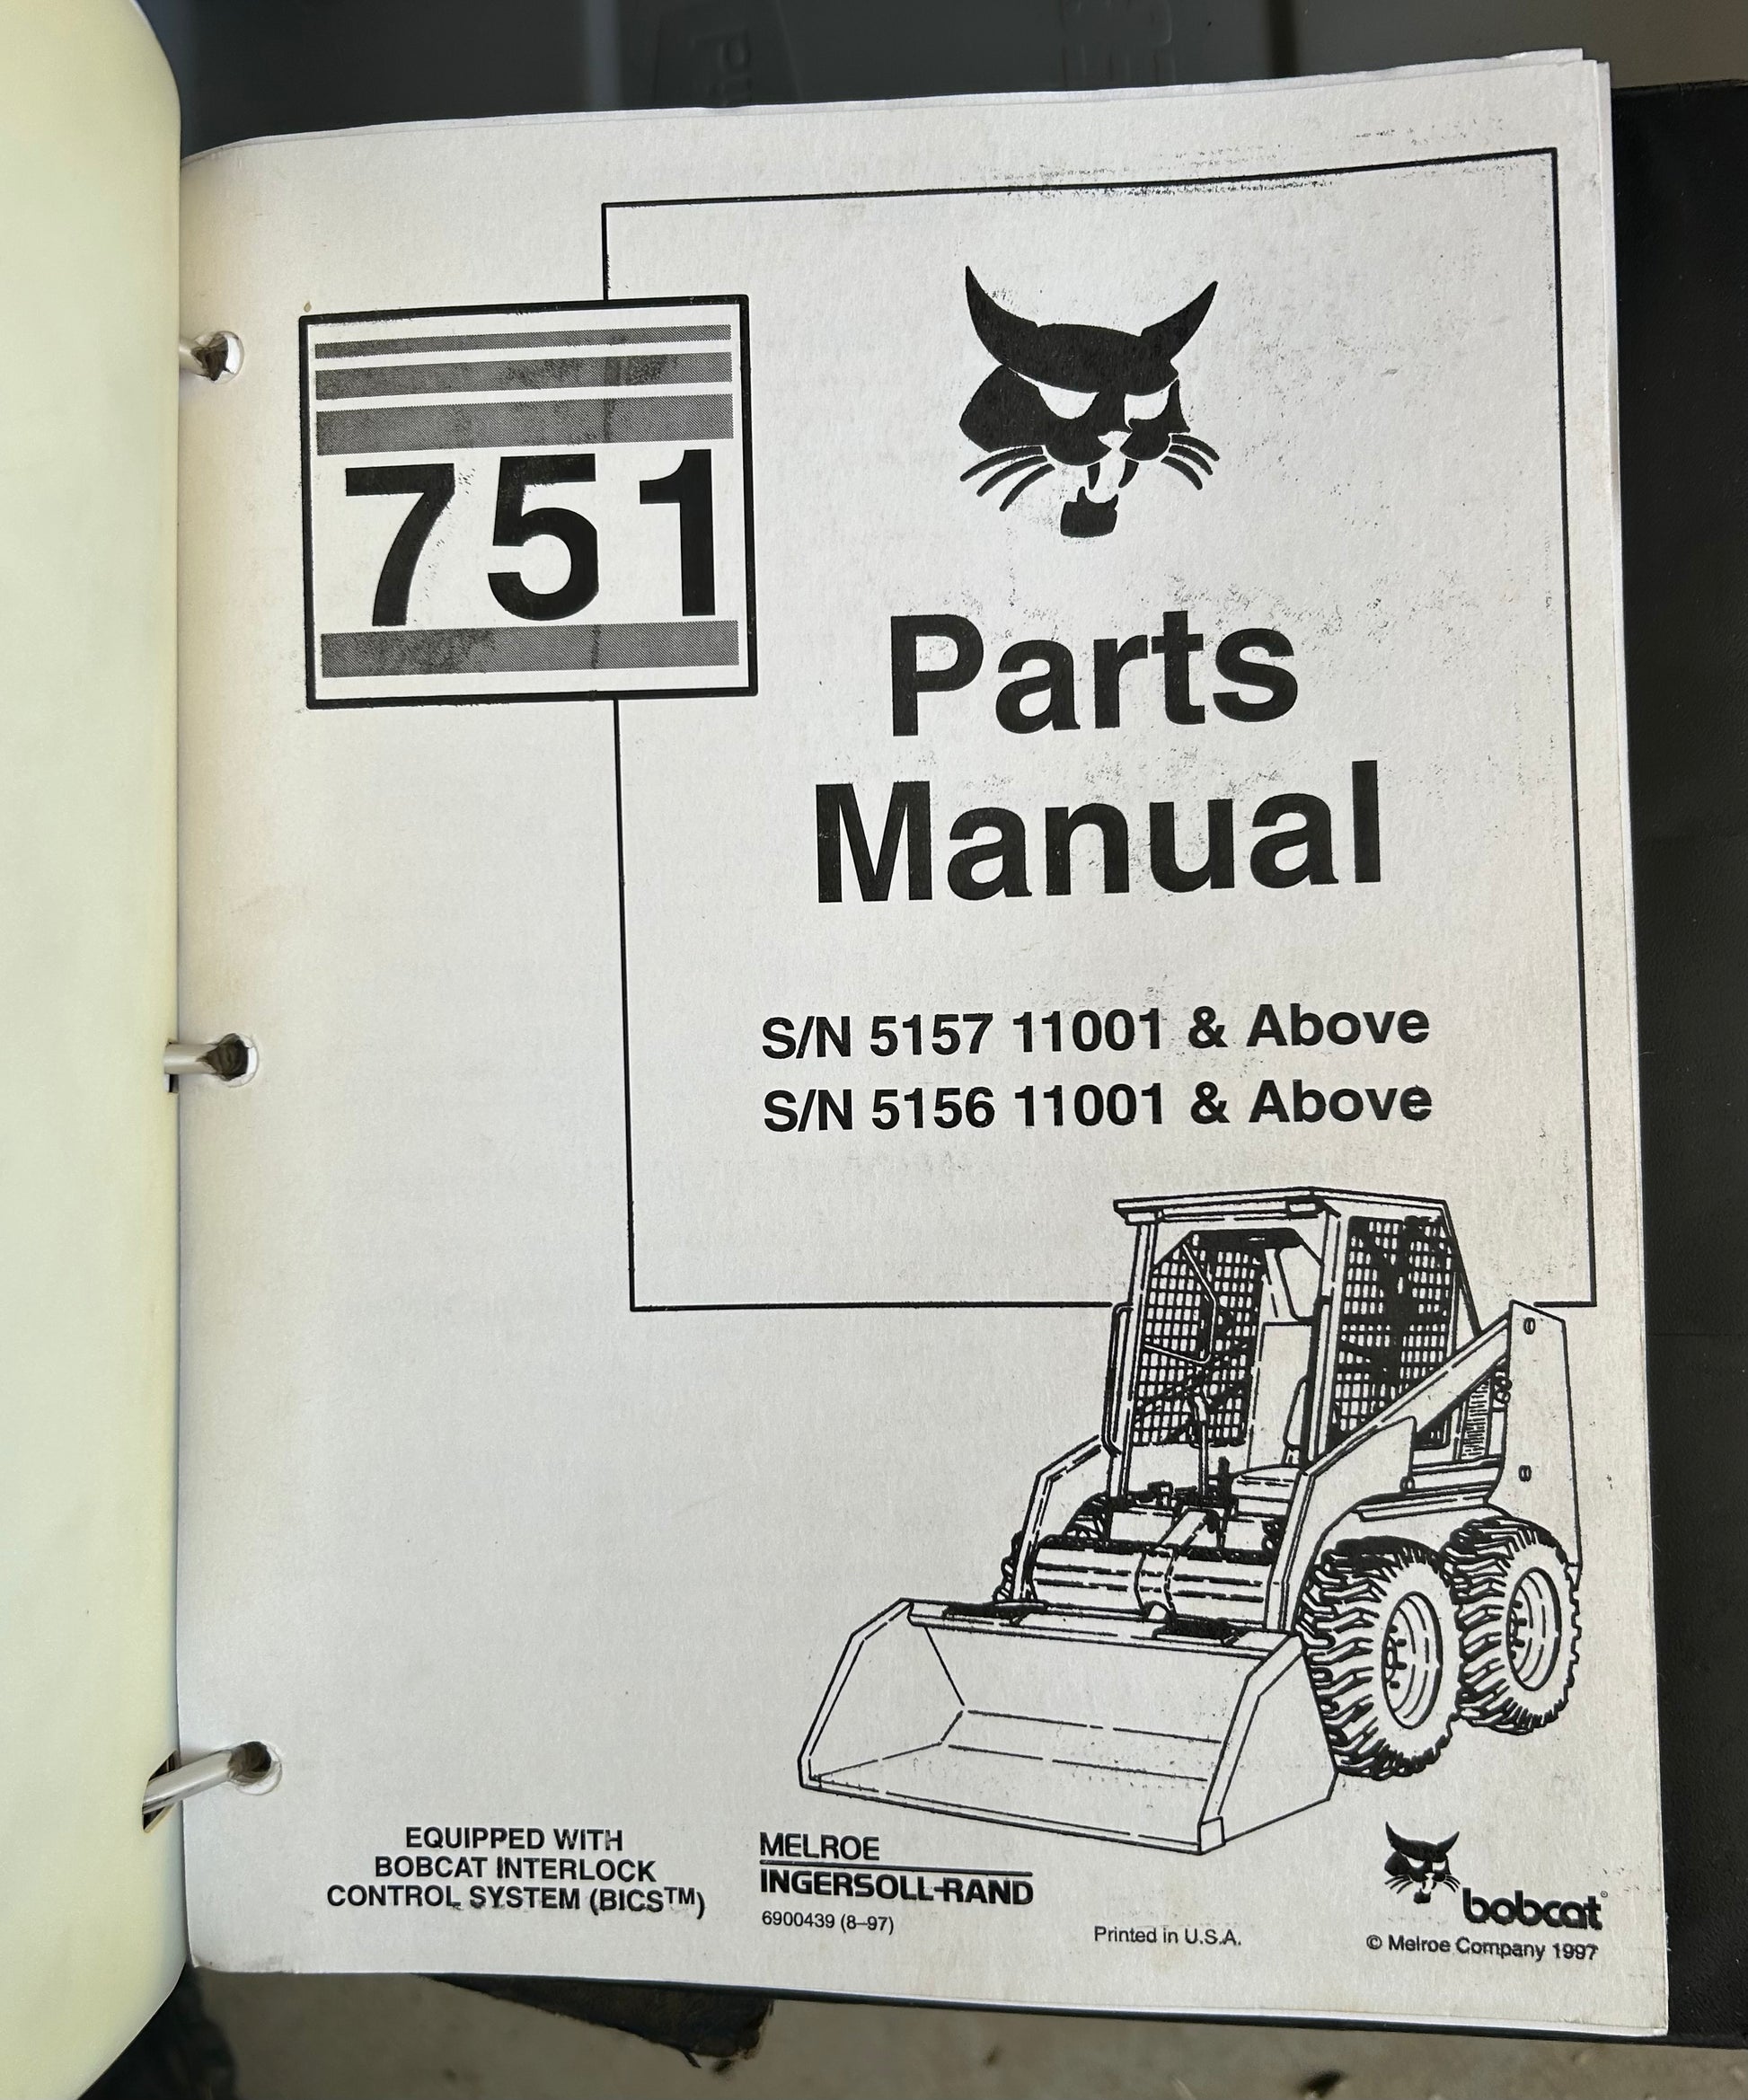 751
Parts
Manual
S/N 5157 11001 & Above
S/N 5156 11001 & Above
EQUIPPED WITH
BOBCAT INTERLOCK
CONTROL SYSTEM (BICS™)
MELROE
INGERSOLL-RAND
6900439 (8–97)
Printed in U.S.A.
bobcat®
© Melroe Company 1997